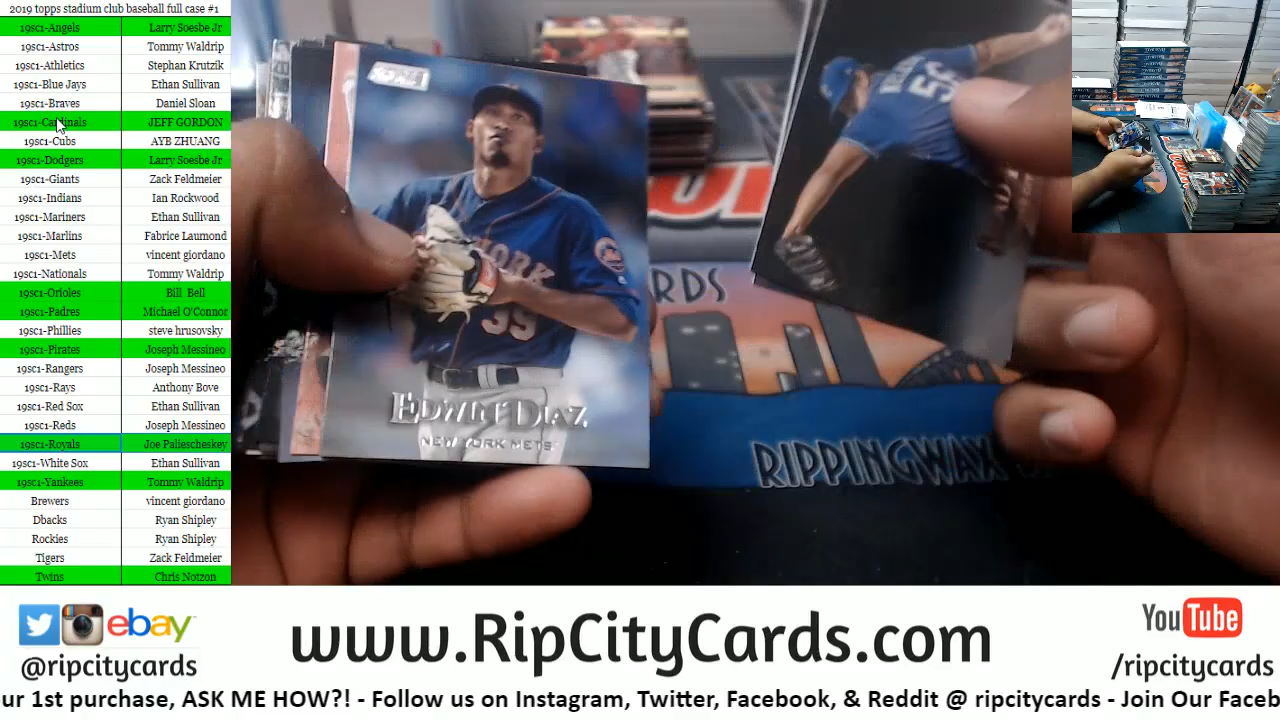 2019 topps stadium club baseball full case #1
19sc1-Angels Larry Soesbe Jr
19sc1-Astros Tommy Waldrip
19sc1-Athletics Stephan Krutzik
19sc1-Blue Jays Ethan Sullivan
19sc1-Braves Daniel Sloan
19sc1-Cardinals JEFF GORDON
19sc1-Cubs AYB ZHUANG
19sc1-Dodgers Larry Soesbe Jr
19sc1-Giants Zack Feldmeier
19sc1-Indians Ian Rockwood
19sc1-Mariners Ethan Sullivan
19sc1-Marlins Fabrice Laumond
19sc1-Mets vincent giordano
19sc1-Nationals Tommy Waldrip
19sc1-Orioles Bill Bell
19sc1-Padres Michael O'Connor
19sc1-Phillies steve hrusovsky
19sc1-Pirates Joseph Messineo
19sc1-Rangers Joseph Messineo
19sc1-Rays Anthony Bove
19sc1-Red Sox Ethan Sullivan
19sc1-Reds Joseph Messineo
19sc1-Royals Joe Paliescheskey
19sc1-White Sox Ethan Sullivan
19sc1-Yankees Tommy Waldrip
Brewers vincent giordano
Dbacks Ryan Shipley
Rockies Ryan Shipley
Tigers Zack Feldmeier
Twins Chris Notzon
YORK
39
EDWIN DIAZ
NEW YORK METS
56
RDS
RIPPINGWAX
ebay
@ripcitycards
www.RipCityCards.com
YouTube
/ripcitycards
ur 1st purchase, ASK ME HOW?! - Follow us on Instagram, Twitter, Facebook, & Reddit @ ripcitycards - Join Our Faceb